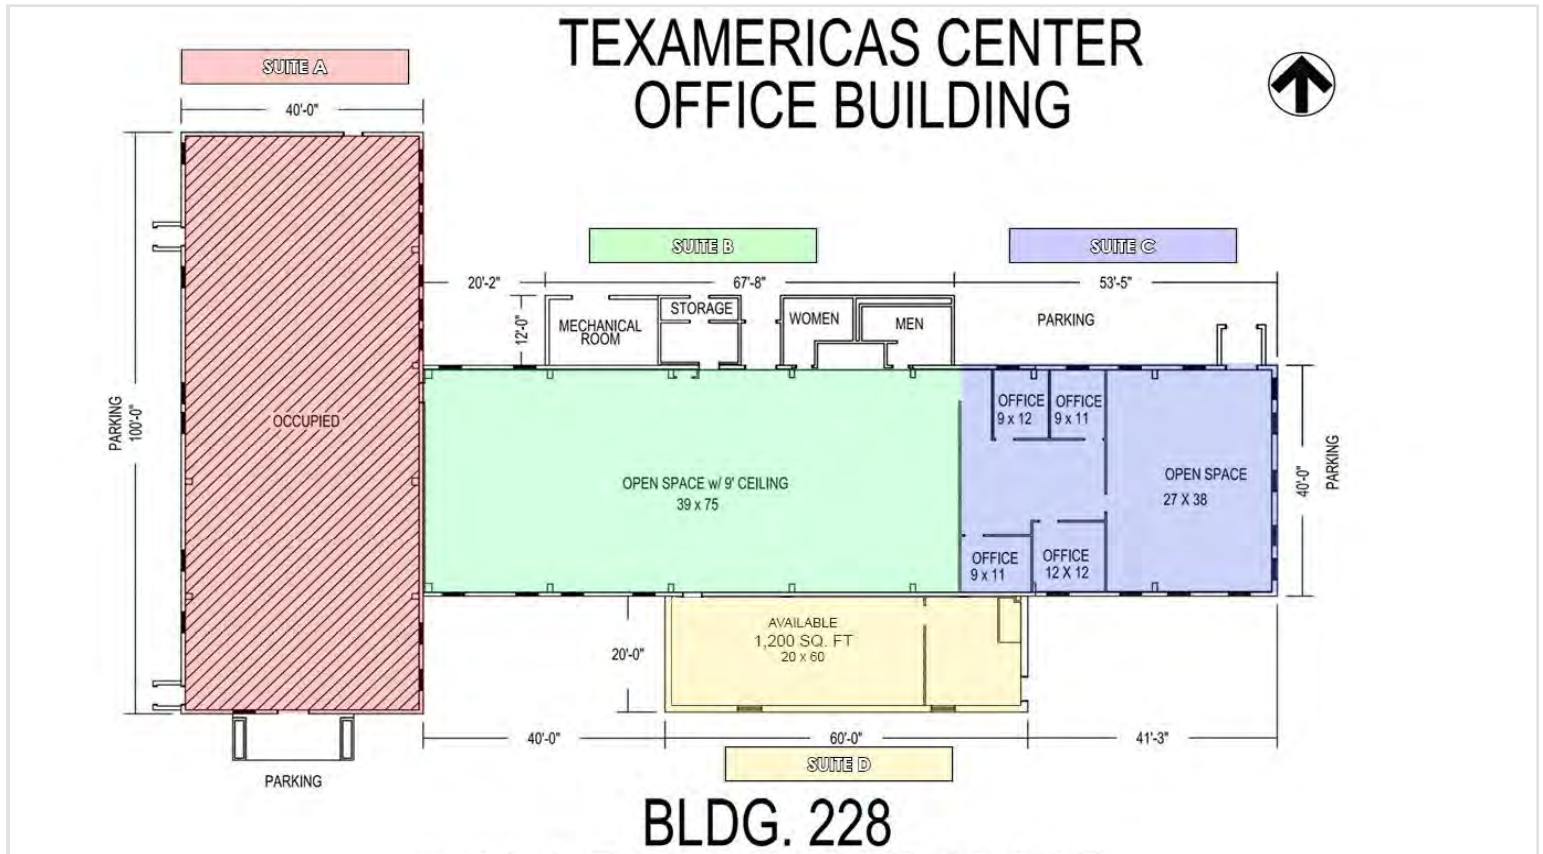 TEXAMERICAS CENTER
OFFICE BUILDING
SUITE A
40'-0"
SUITE B
SUITE C
20'-2"
67'-8"
53'-5"
12'-0"
MECHANICAL
ROOM
STORAGE
WOMEN
MEN
PARKING
PARKING
100'-0"
OCCUPIED
OPEN SPACE w/ 9' CEILING
39 x 75
OFFICE
9 x 12
OFFICE
9 x 11
OPEN SPACE
27 X 38
40'-0"
PARKING
OFFICE
9 x 11
OFFICE
12 X 12
20'-0"
AVAILABLE
1,200 SQ. FT
20 x 60
40'-0"
60'-0"
41'-3"
SUITE D
PARKING
BLDG. 228